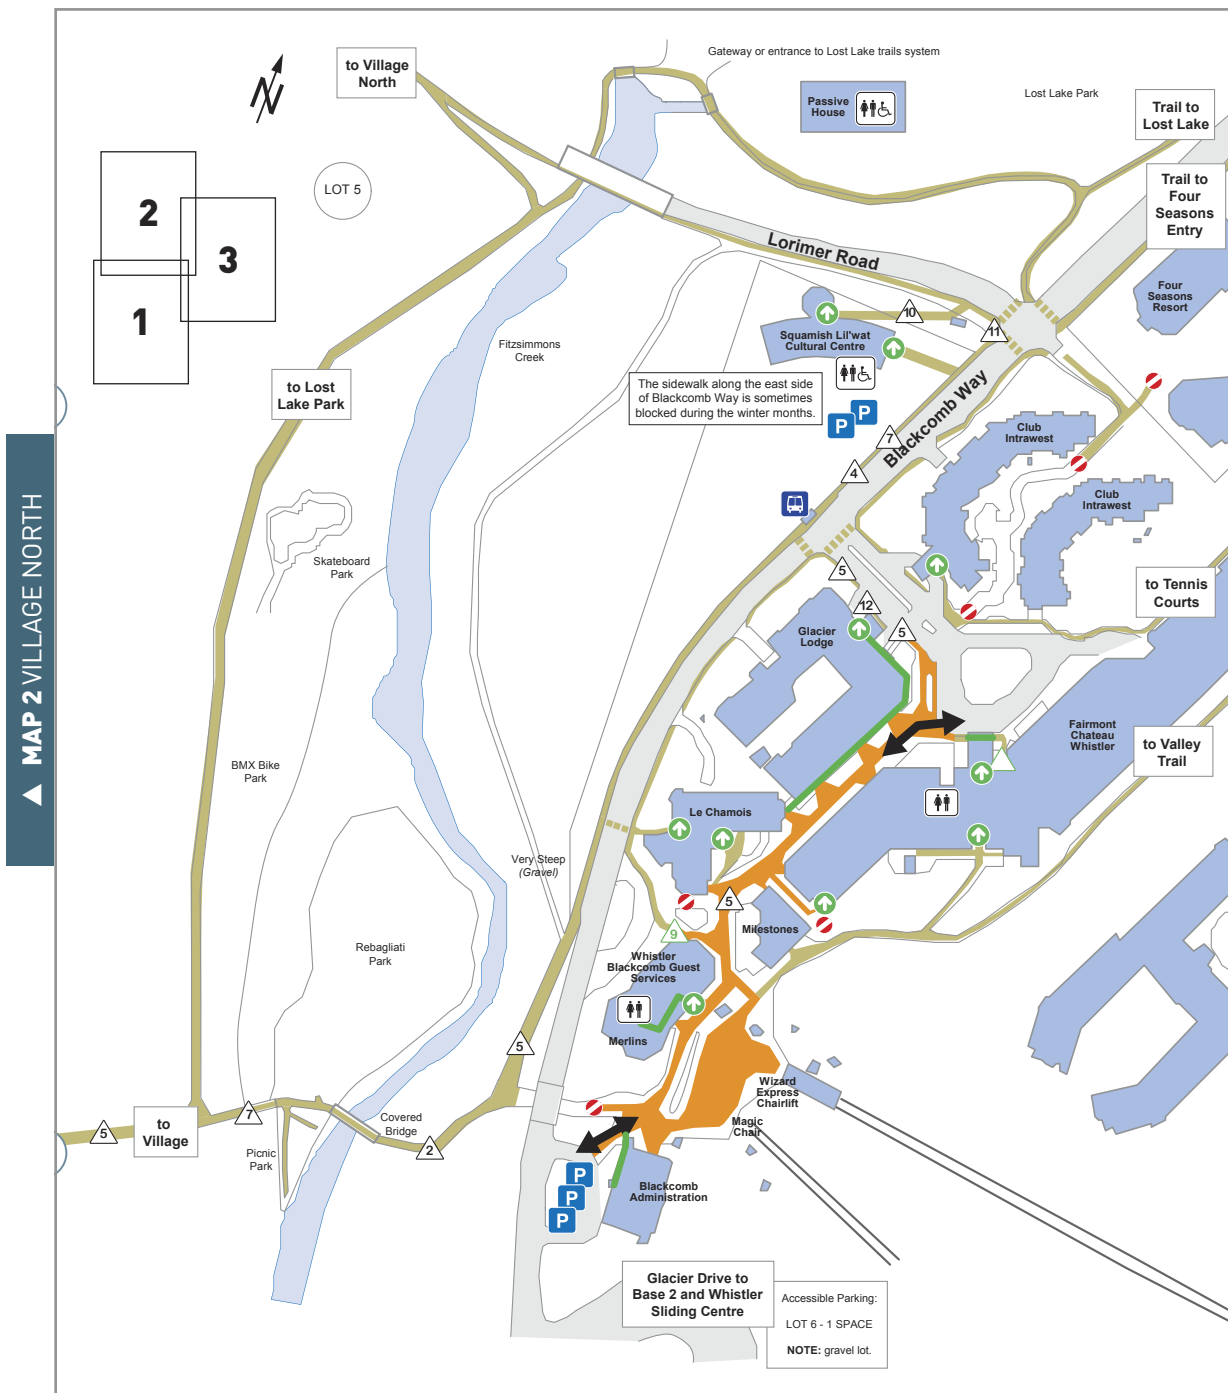 MAP 2 VILLAGE NORTH
to Village
North
Gateway or entrance to Lost Lake trails system
Passive
House
Lost Lake Park
Trail to
Lost Lake
N
LOT 5
2
3
1
Trail to
Four
Seasons
Entry
Lorimer Road
Four
Seasons
Resort
10
11
Squamish Lil'wat
Cultural Centre
Fitzsimmons
Creek
to Lost
Lake Park
The sidewalk along the east side
of Blackcomb Way is sometimes
blocked during the winter months.
P
P
7
Blackcomb Way
4
Club
Intrawest
Club
Intrawest
Skateboard
Park
5
12
5
to Tennis
Courts
Glacier
Lodge
Fairmont
Chateau
Whistler
to Valley
Trail
BMX Bike
Park
Le Chamois
Very Steep
(Gravel)
5
Milestones
9
Rebagliati
Park
Whistler
Blackcomb Guest
Services
Merlins
5
Wizard
Express
Chairlift
Magic
Chair
7
Covered
Bridge
to
Village
5
2
Picnic
Park
P
P
P
Blackcomb
Administration
Glacier Drive to
Base 2 and Whistler
Sliding Centre
Accessible Parking:
LOT 6 - 1 SPACE
NOTE: gravel lot.